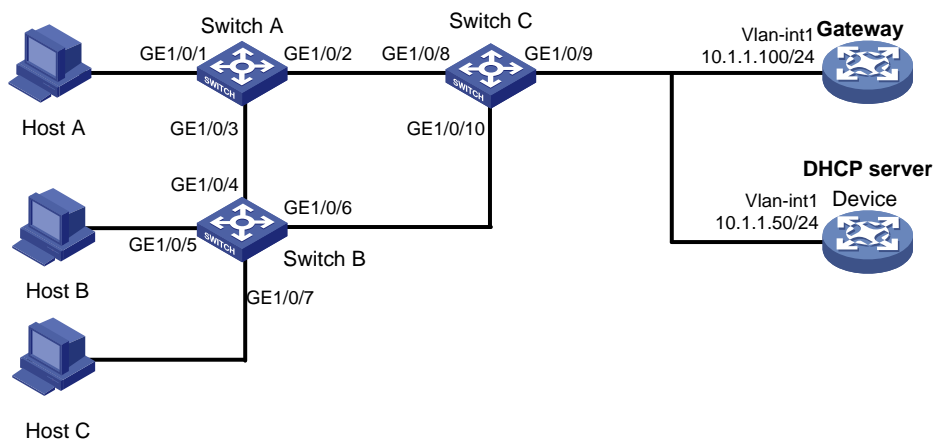 Switch A
Switch C
Vlan-int1
10.1.1.100/24
Gateway
GE1/0/1
GE1/0/2
GE1/0/8
GE1/0/9
SWITCH
SWITCH
Host A
GE1/0/3
GE1/0/10
GE1/0/4
GE1/0/6
DHCP server
Vlan-int1
10.1.1.50/24
Device
GE1/0/5
SWITCH
Switch B
Host B
GE1/0/7
Host C